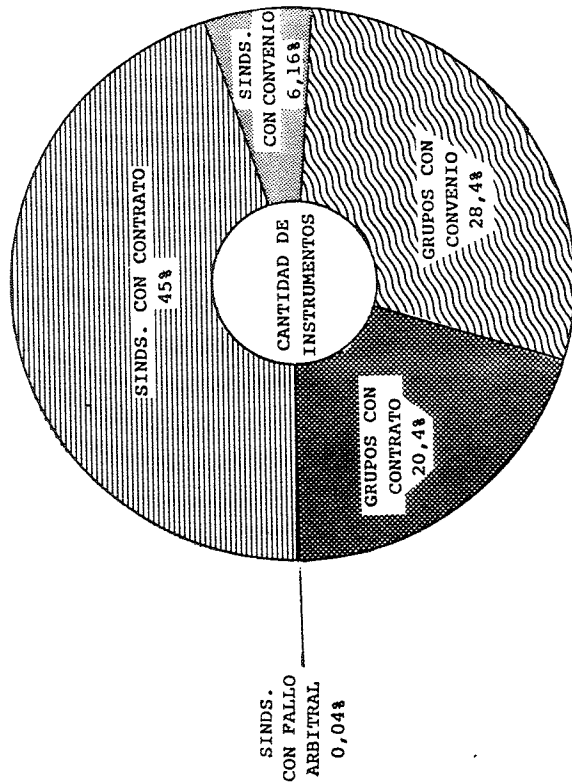 SINDS. CON CONTRATO
45%
SINDS.
CON CONVENIO
6,16%
CANTIDAD DE
INSTRUMENTOS
GRUPOS CON
CONVENIO
28,4%
GRUPOS CON
CONTRATO
20,4%
SINDS.
CON FALLO
ARBITRAL
0,04%